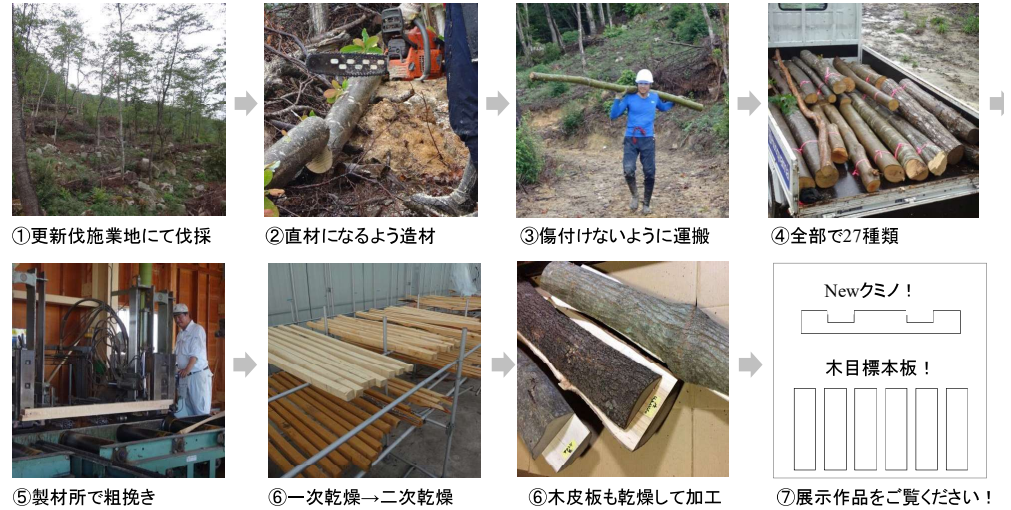 ①更新伐施業地にて伐採
②直材になるよう造材
③傷付けないように運搬
④全部で27種類
⑤製材所で粗挽き
⑥一次乾燥→二次乾燥
⑥木皮板も乾燥して加工
Newクミノ！
木目標本板！
⑦展示作品をご覧ください！